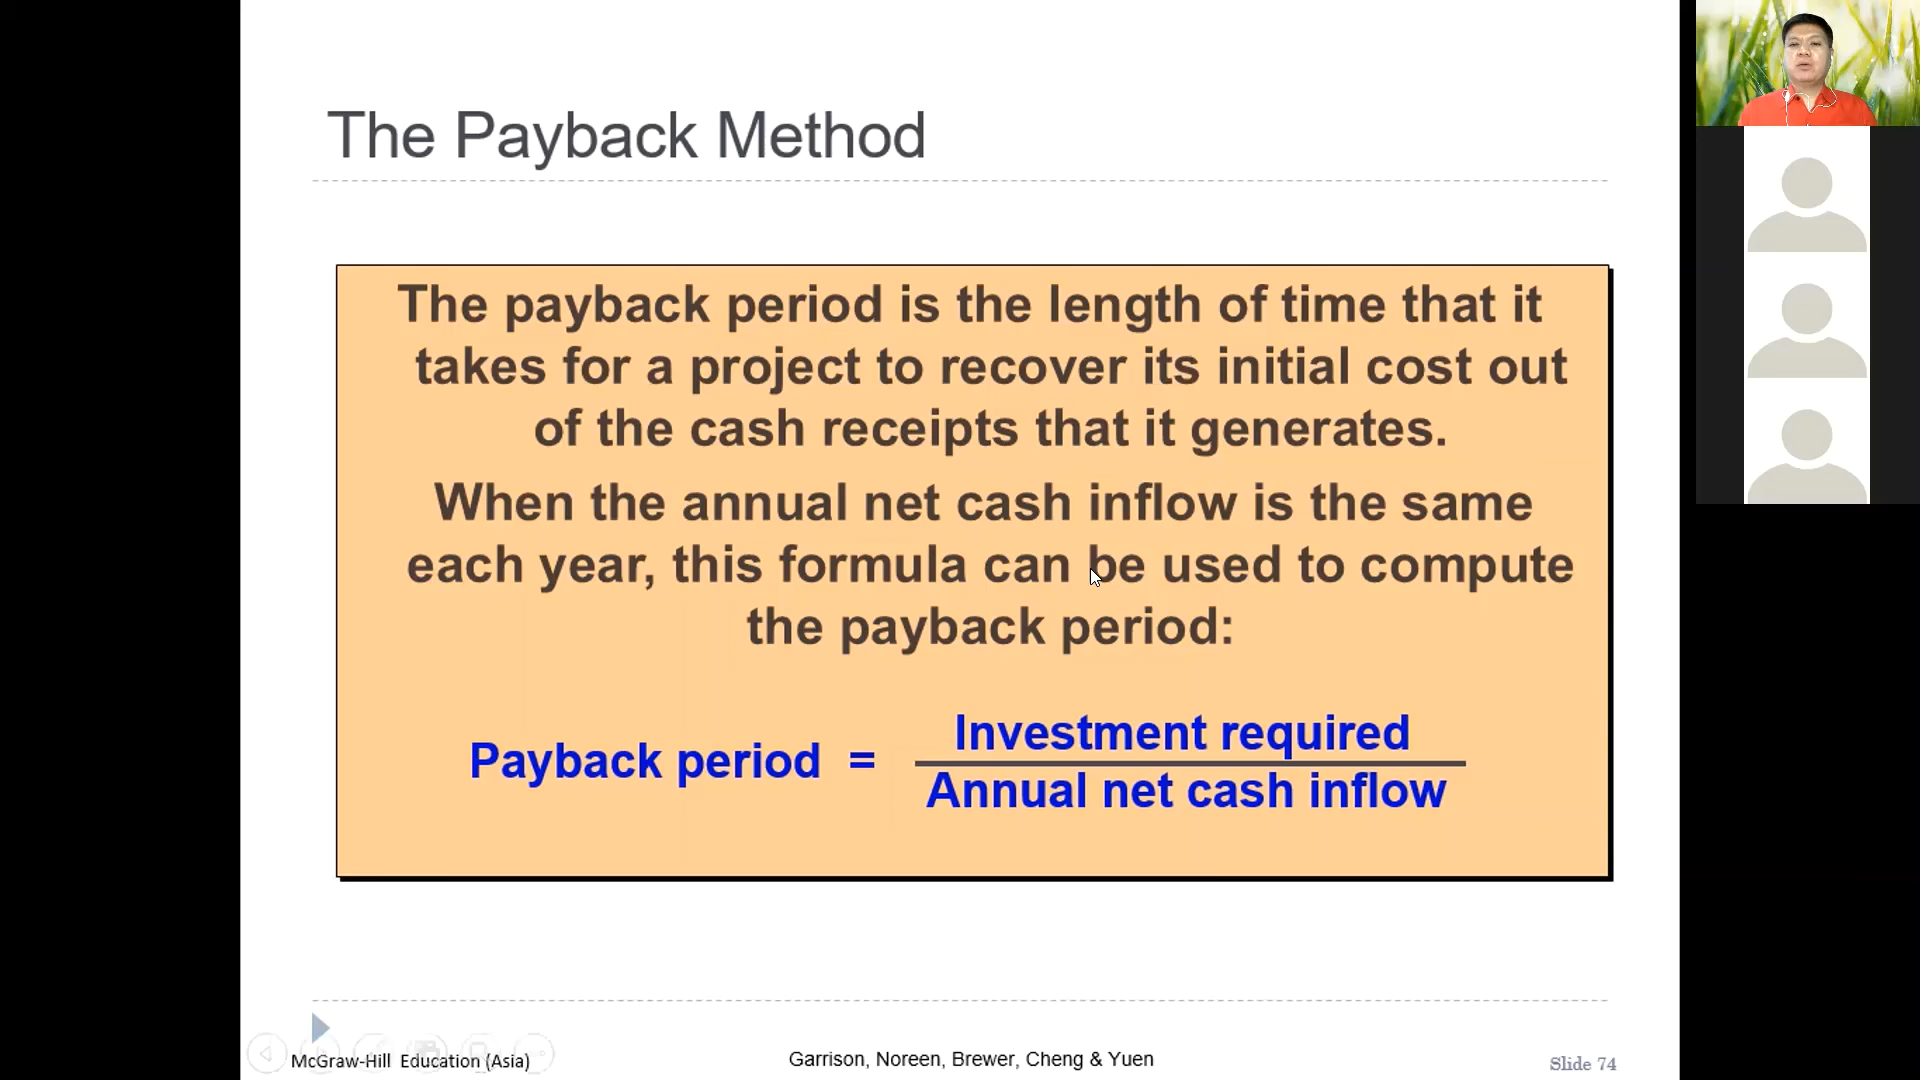 The Payback Method
The payback period is the length of time that it
takes for a project to recover its initial cost out
of the cash receipts that it generates.
When the annual net cash inflow is the same
each year, this formula can be used to compute
the payback period:
Payback period = Investment required
Annual net cash inflow
McGraw-Hill Education (Asia)
Garrison, Noreen, Brewer, Cheng & Yuen
Slide 74